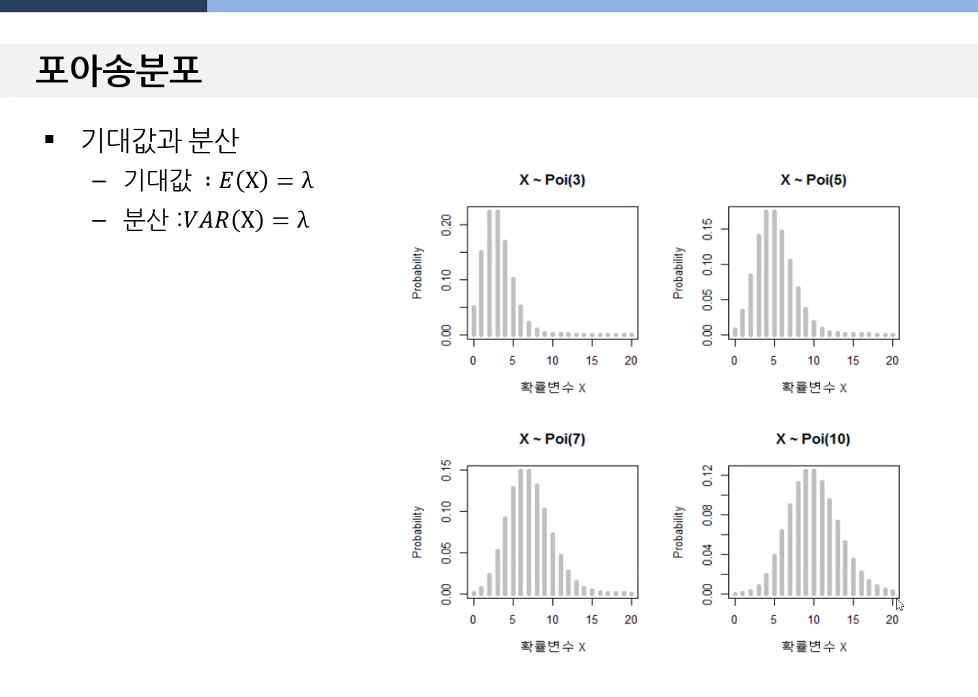 포아송분포
▪ 기대값과 분산
– 기대값 : E(X) = λ
– 분산 :VAR(X) = λ
X ~ Poi(3)
Probability
0.00 0.10 0.20
0 5 10 15 20
확률변수 X
X ~ Poi(5)
Probability
0.00 0.05 0.10 0.15
0 5 10 15 20
확률변수 X
X ~ Poi(7)
Probability
0.00 0.05 0.10 0.15
0 5 10 15 20
확률변수 X
X ~ Poi(10)
Probability
0.00 0.04 0.08 0.12
0 5 10 15 20
확률변수 X